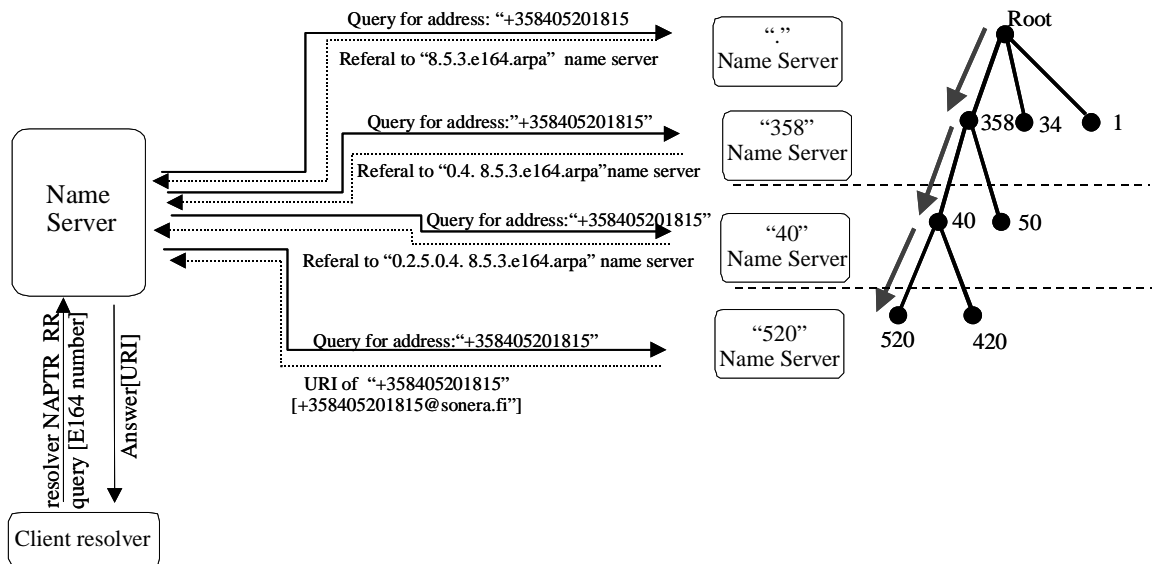 Query for address: “+358405201815
Referal to “8.5.3.e164.arpa” name server
“.”
Name Server
Root
Query for address:”+358405201815”
Referal to “0.4. 8.5.3.e164.arpa”name server
“358”
Name Server
358
34
1
Name
Server
Query for address:“+358405201815”
Referal to “0.2.5.0.4. 8.5.3.e164.arpa” name server
“40”
Name Server
40
50
Query for address:“+358405201815”
URI of “+358405201815”
[+358405201815@sonera.fi”]
“520”
Name Server
520
420
resolver NAPTR RR
query [E164 number]
Answer[URI]
Client resolver